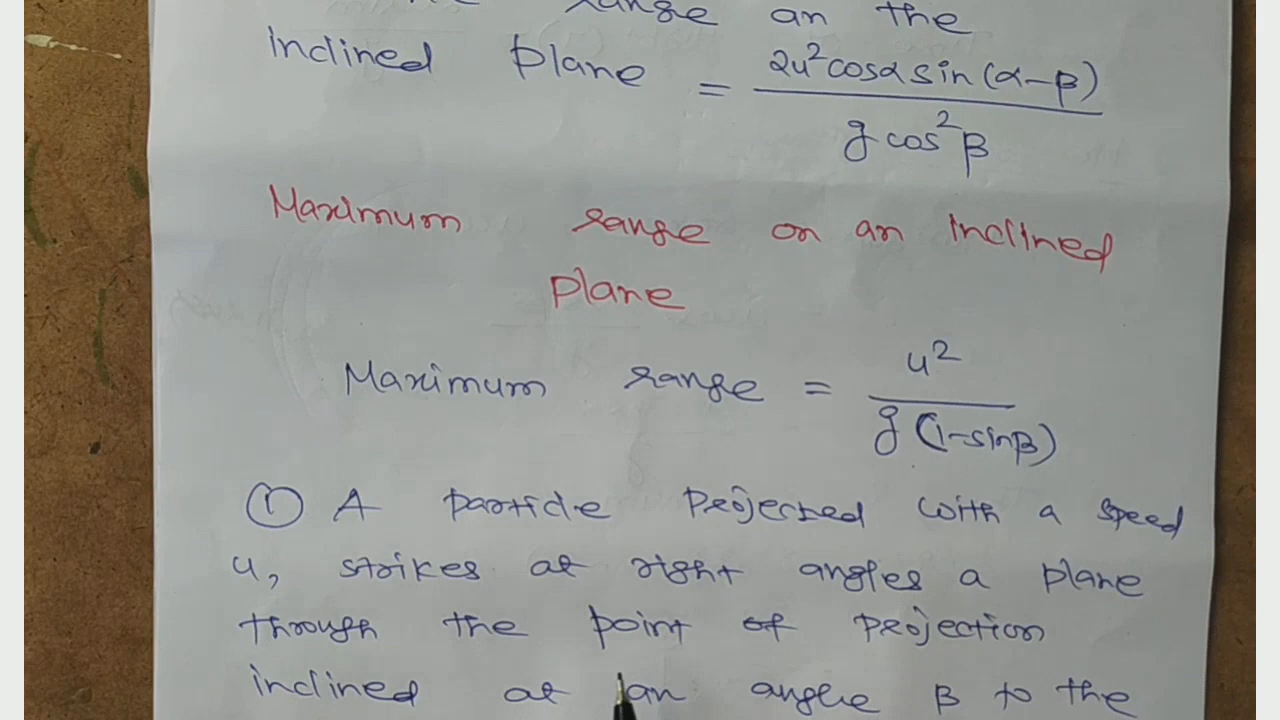 range an the
inclined plane = 2u²cosα sin(α-β) / g cos²β
Maximum range on an inclined
plane
Maximum range = u² / g(1-sinβ)
① A particle projected with a speed
u, strikes at right angles a plane
through the point of projection
inclined at an angle β to the